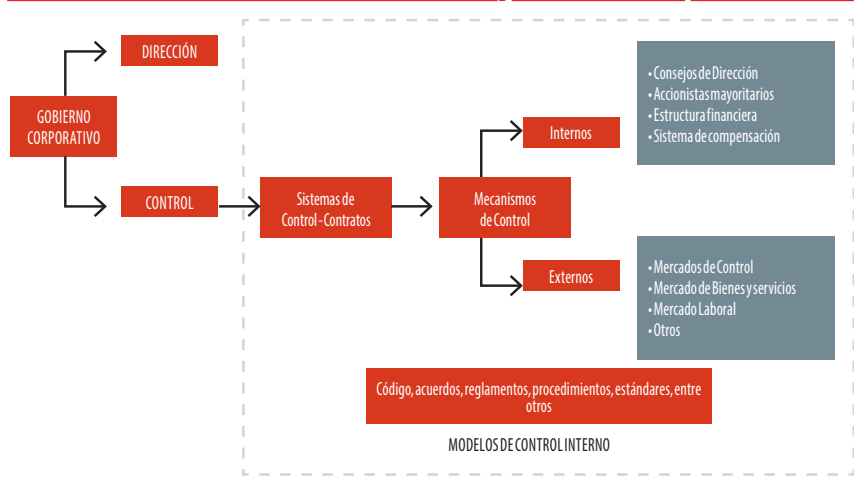 DIRECCIÓN
GOBIERNO
CORPORATIVO
CONTROL
Sistemas de
Control - Contratos
Mecanismos
de Control
Internos
Externos
• Consejos de Dirección
• Accionistas mayoritarios
• Estructura financiera
• Sistema de compensación
• Mercados de Control
• Mercado de Bienes y servicios
• Mercado Laboral
• Otros
Código, acuerdos, reglamentos, procedimientos, estándares, entre
otros
MODELOS DE CONTROL INTERNO